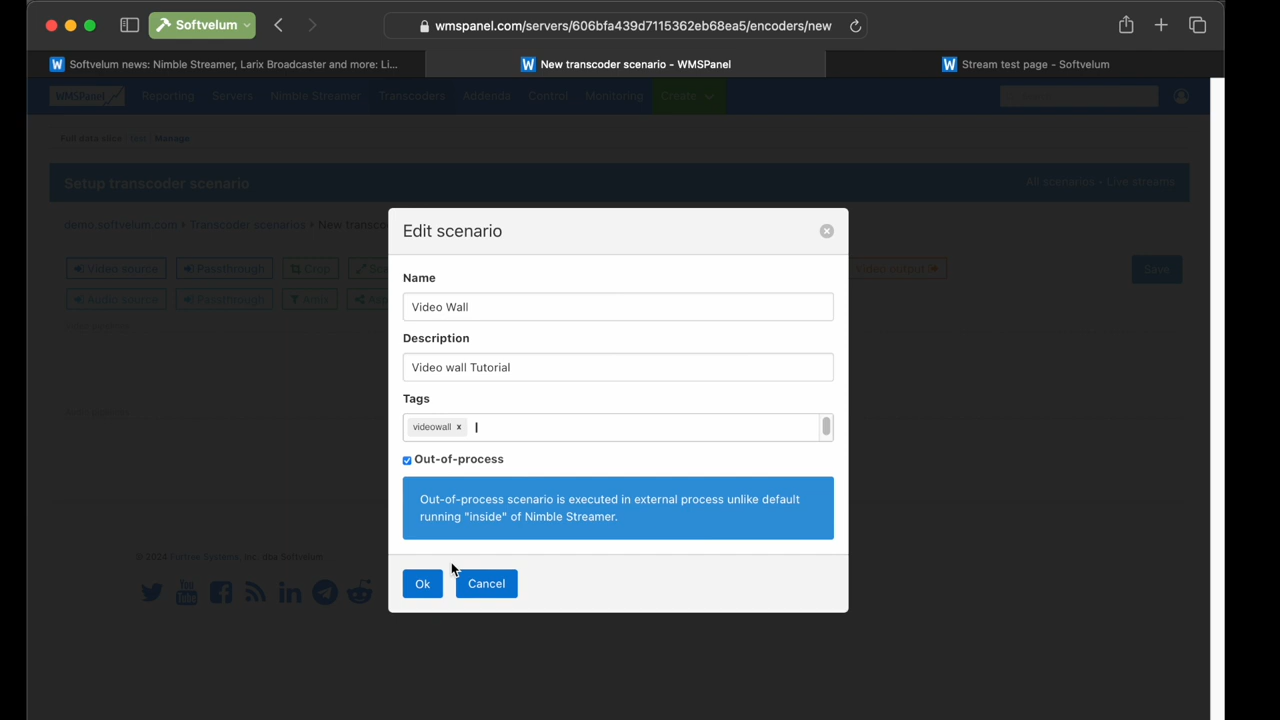 Softvelum
wmspanel.com/servers/606bfa439d7115362eb68ea5/encoders/new
Softvelum news: Nimble Streamer, Larix Broadcaster and more: Li...
New transcoder scenario - WMSPanel
Stream test page - Softvelum
WMSPanel Reporting Servers Nimble Streamer Transcoders Addenda Control Monitoring Create
Full data slice test Manage
Setup transcoder scenario
All scenarios • Live streams
demo.softvelum.com • Transcoder scenarios • New transco
Video source Passthrough Crop Video output Save
Audio source Passthrough
Edit scenario
Name
Video Wall
Description
Video wall Tutorial
Tags
videowall x
Out-of-process
Out-of-process scenario is executed in external process unlike default
running "inside" of Nimble Streamer.
Ok Cancel
© 2024 Inc. dba Softvelum